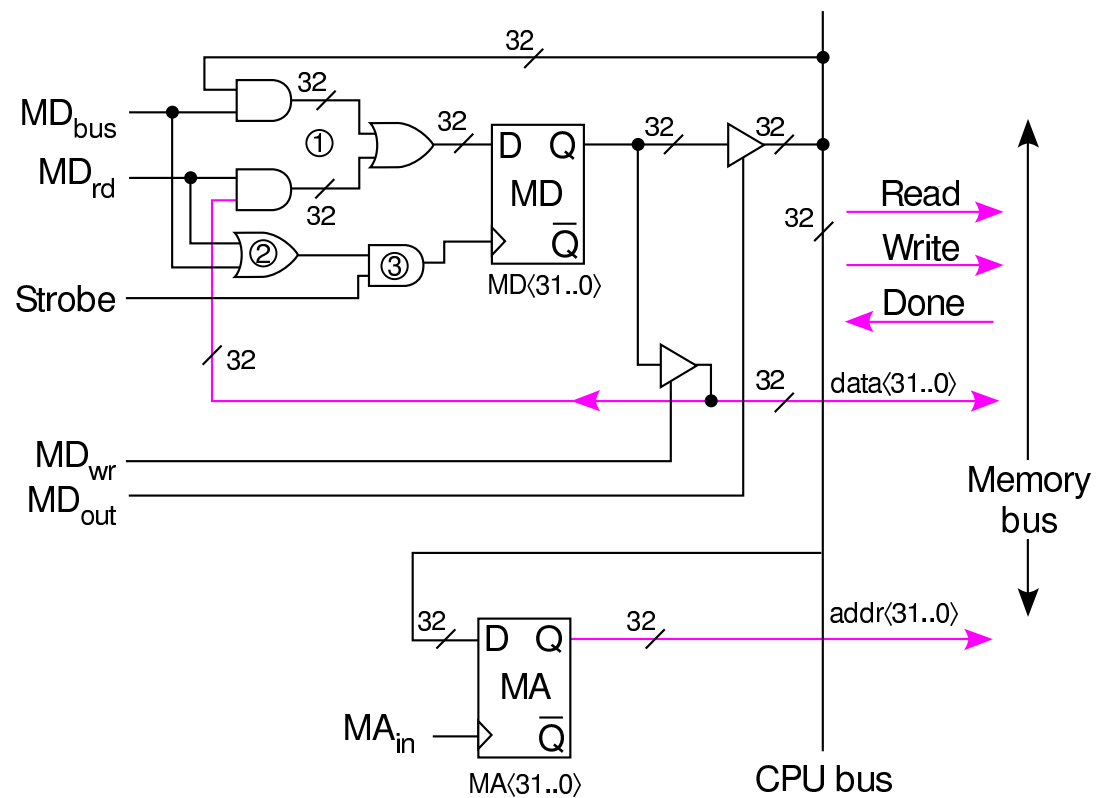 32
MDbus
32
①
32
D Q
32
32
MDrd
MD
32
Q
②
③
MD⟨31..0⟩
Strobe
32
32
Read
Write
Done
32
data⟨31..0⟩
MDwr
MDout
Memory
bus
32
D Q
32
addr⟨31..0⟩
MA
MAin
Q
MA⟨31..0⟩
CPU bus